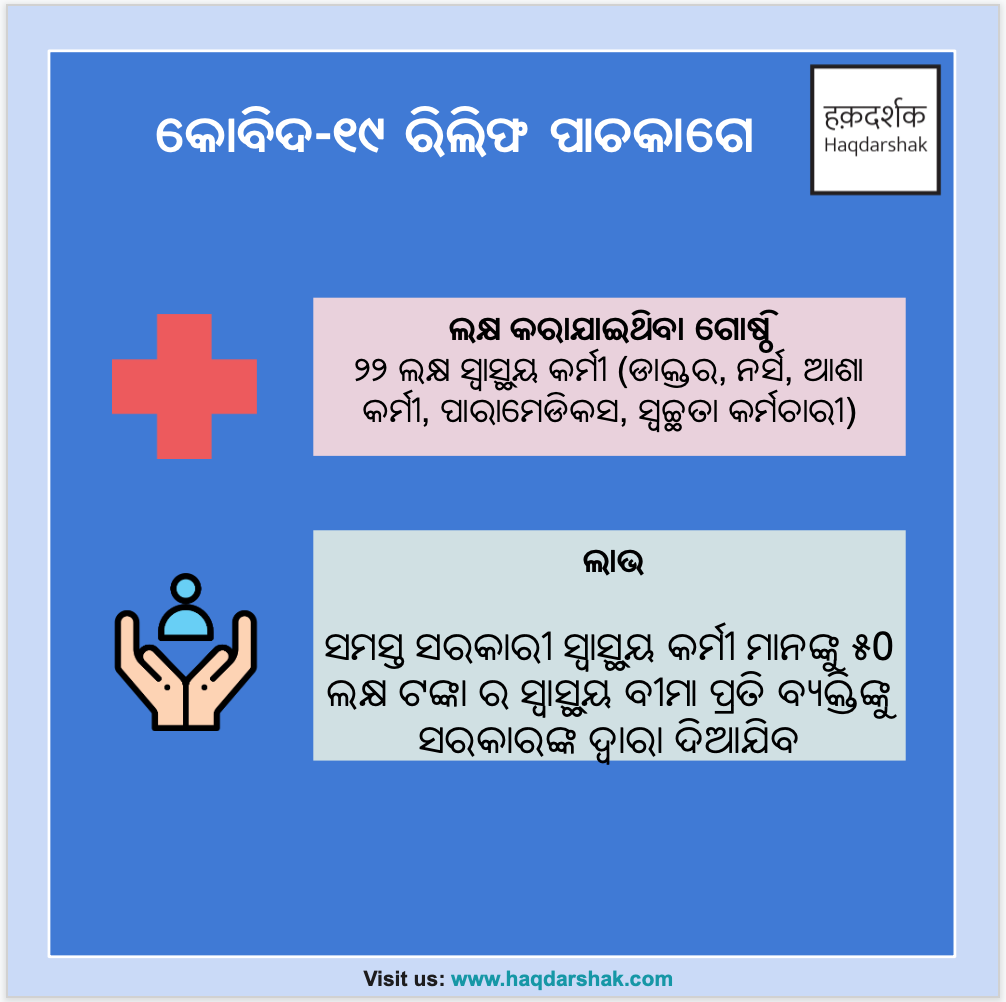 କୋବିଦ-୧୯ ରିଲିଫ ପାଚକାଗେ
हक़दर्शक
Haqdarshak
ଲକ୍ଷ କରାଯାଇଥିବା ଗୋଷ୍ଠି
୨୨ ଲକ୍ଷ ସ୍ୱାସ୍ଥ୍ୟ କର୍ମୀ (ଡାକ୍ତର, ନର୍ସ, ଆଶା
କର୍ମୀ, ପାରାମେଡିକସ, ସ୍ୱଚ୍ଛତା କର୍ମଚାରୀ)
ଲାଭ
ସମସ୍ତ ସରକାରୀ ସ୍ୱାସ୍ଥ୍ୟ କର୍ମୀ ମାନଙ୍କୁ ୫0
ଲକ୍ଷ ଟଙ୍କା ର ସ୍ୱାସ୍ଥ୍ୟ ବୀମା ପ୍ରତି ବ୍ୟକ୍ତିଙ୍କୁ
ସରକାରଙ୍କ ଦ୍ୱାରା ଦିଆଯିବ
Visit us: www.haqdarshak.com